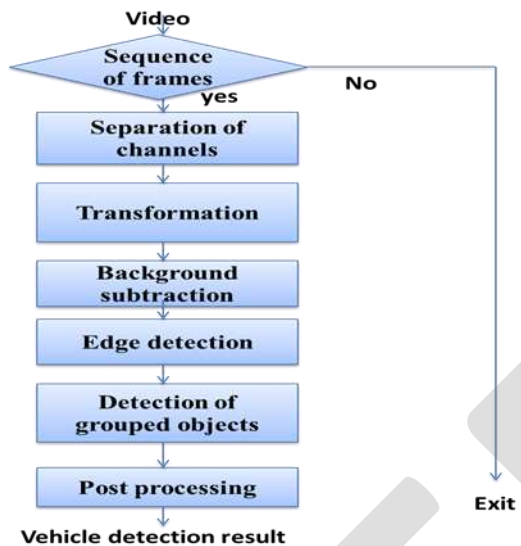 Video
Sequence
of frames
yes
No
Separation of
channels
Transformation
Background
subtraction
Edge detection
Detection of
grouped objects
Post processing
Exit
Vehicle detection result